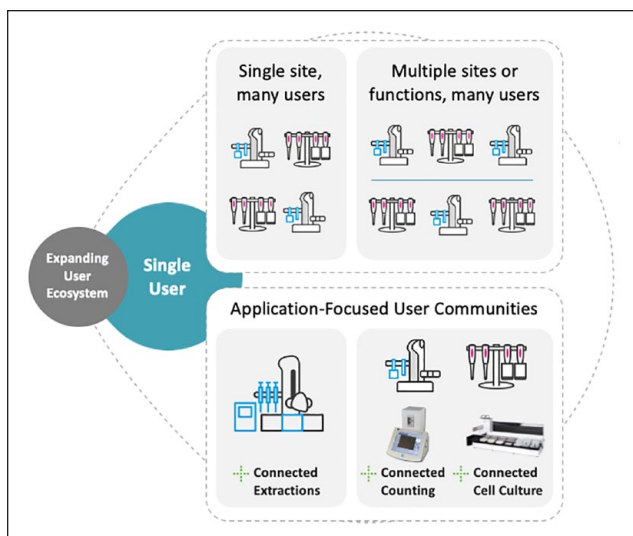 Single site,
many users
Multiple sites or
functions, many users
Expanding
User
Ecosystem
Single
User
Application-Focused User Communities
Connected
Extractions
Connected
Counting
Connected
Cell Culture